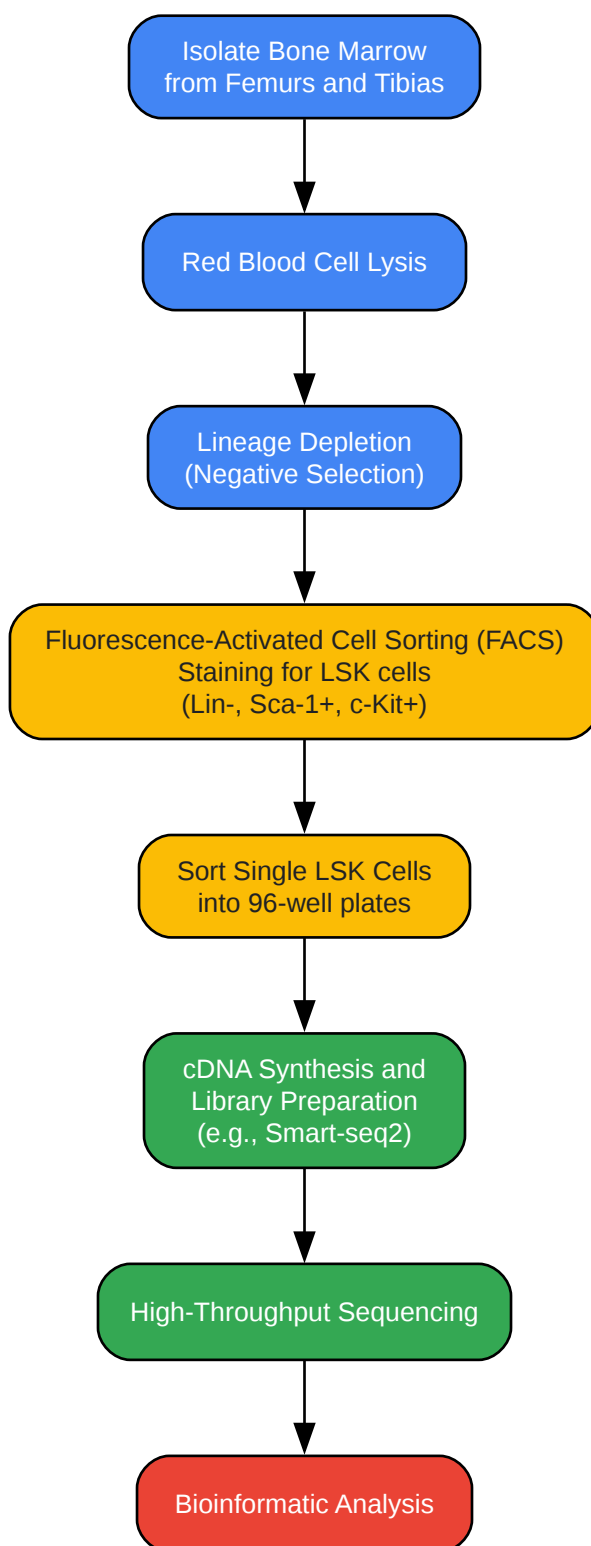 Isolate Bone Marrow
from Femurs and Tibias
Red Blood Cell Lysis
Lineage Depletion
(Negative Selection)
Fluorescence-Activated Cell Sorting (FACS)
Staining for LSK cells
(Lin-, Sca-1+, c-Kit+)
Sort Single LSK Cells
into 96-well plates
cDNA Synthesis and
Library Preparation
(e.g., Smart-seq2)
High-Throughput Sequencing
Bioinformatic Analysis